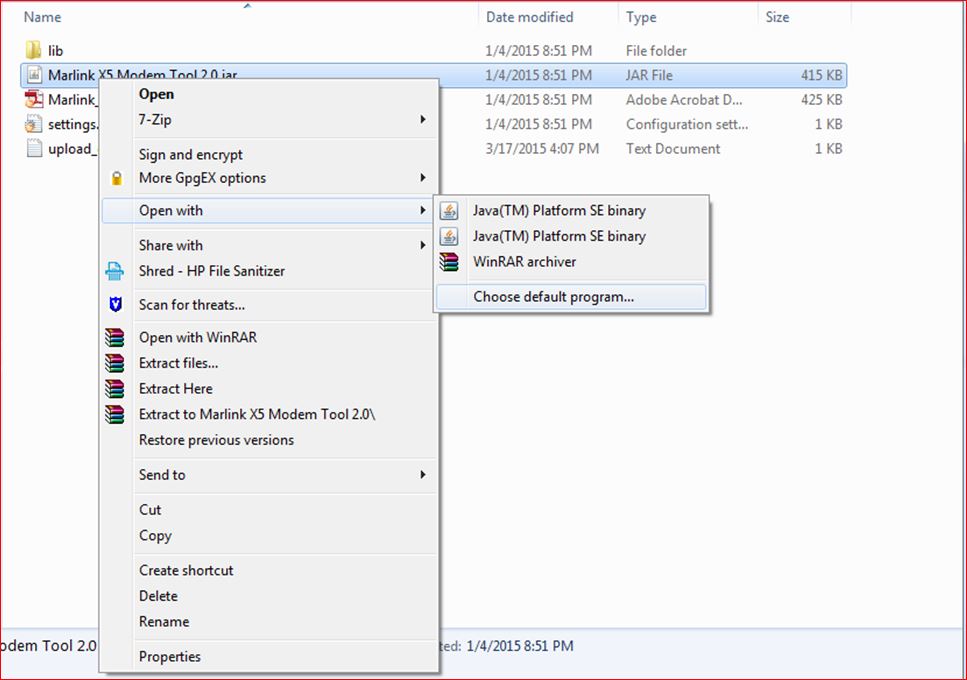 Name Date modified Type Size
lib 1/4/2015 8:51 PM File folder
Marlink X5 Modem Tool 2.0.jar 1/4/2015 8:51 PM JAR File 415 KB
Marlink_ 1/4/2015 8:51 PM Adobe Acrobat D... 425 KB
settings. 1/4/2015 8:51 PM Configuration sett... 1 KB
upload_ 3/17/2015 4:07 PM Text Document 1 KB
Open
7-Zip
Sign and encrypt
More GpgEX options
Open with
Share with
Shred - HP File Sanitizer
Scan for threats...
Open with WinRAR
Extract files...
Extract Here
Extract to Marlink X5 Modem Tool 2.0\
Restore previous versions
Send to
Cut
Copy
Create shortcut
Delete
Rename
Properties
Java(TM) Platform SE binary
Java(TM) Platform SE binary
WinRAR archiver
Choose default program...
odem Tool 2.0 ted: 1/4/2015 8:51 PM